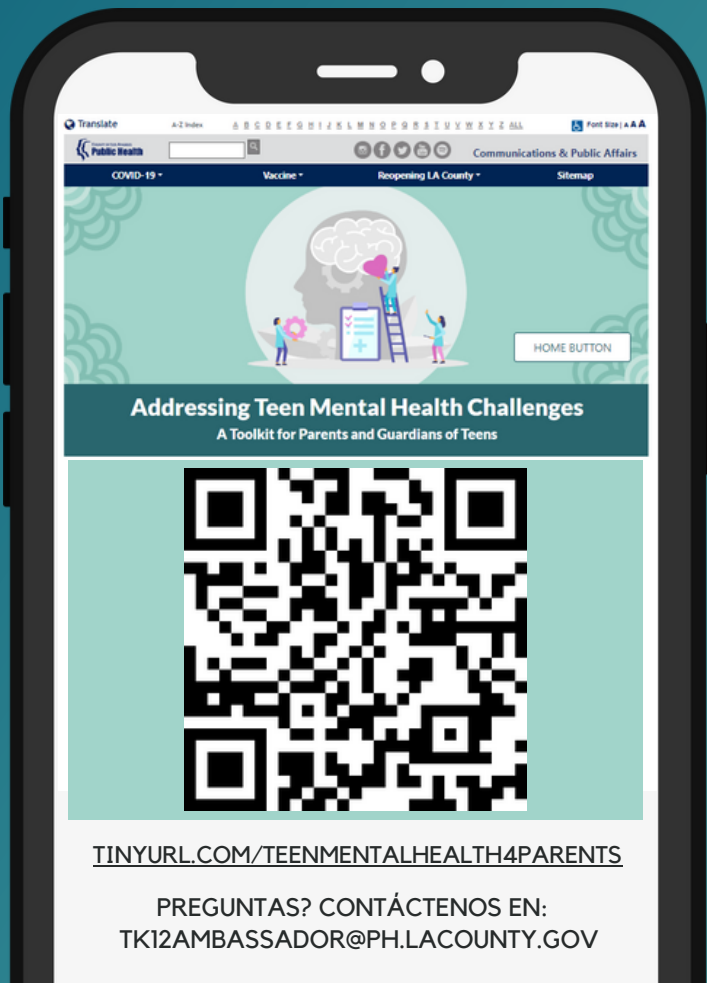 Translate
A-Z Index
A B C D E F G H I J K L M N O P Q R S T U V W X Y Z ALL
Font Size | A A A
Public Health
Communications & Public Affairs
COVID-19
Vaccine
Reopening LA County
Sitemap
HOME BUTTON
Addressing Teen Mental Health Challenges
A Toolkit for Parents and Guardians of Teens
TINYURL.COM/TEENMENTALHEALTH4PARENTS
PREGUNTAS? CONTÁCTENOS EN:
TK12AMBASSADOR@PH.LACOUNTY.GOV